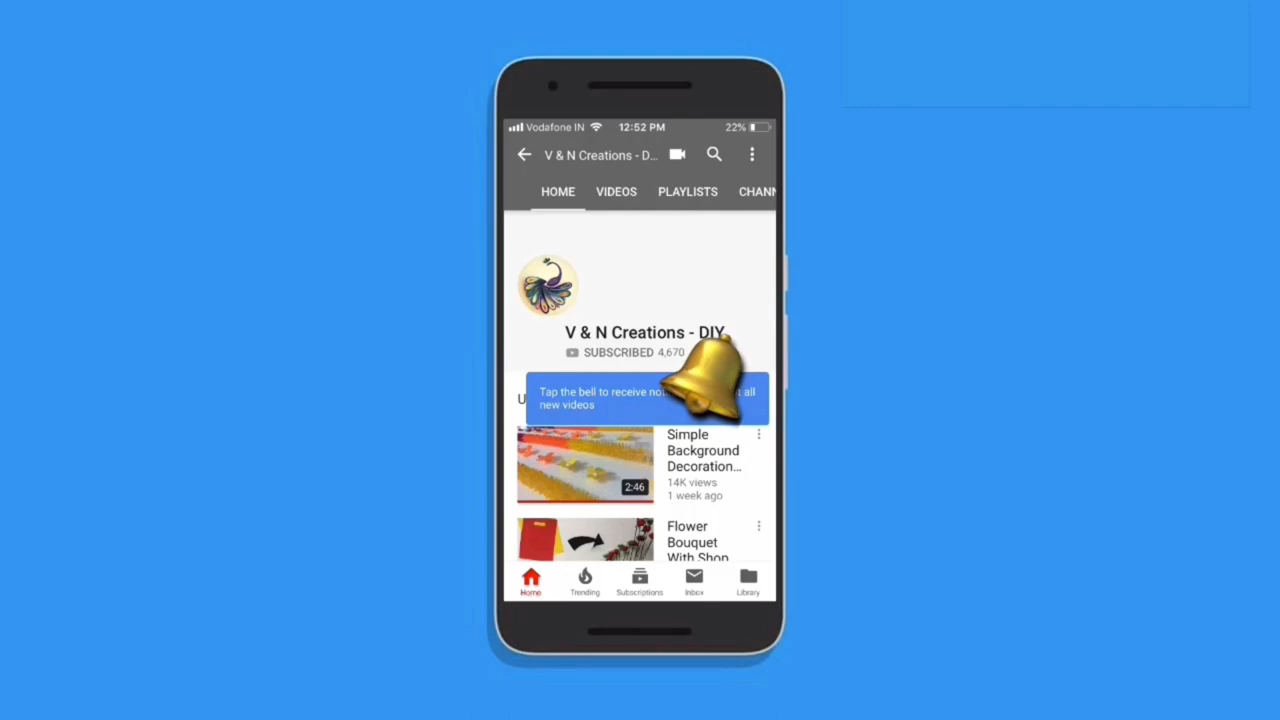 Vodafone IN 12:52 PM 22%
V & N Creations - D...
HOME VIDEOS PLAYLISTS CHANN
V & N Creations - DIY
SUBSCRIBED 4,670
Tap the bell to receive all
new videos
Simple
Background
Decoration...
2:46
14K views
1 week ago
Flower
Bouquet
With Shop
Home Trending Subscriptions Inbox Library